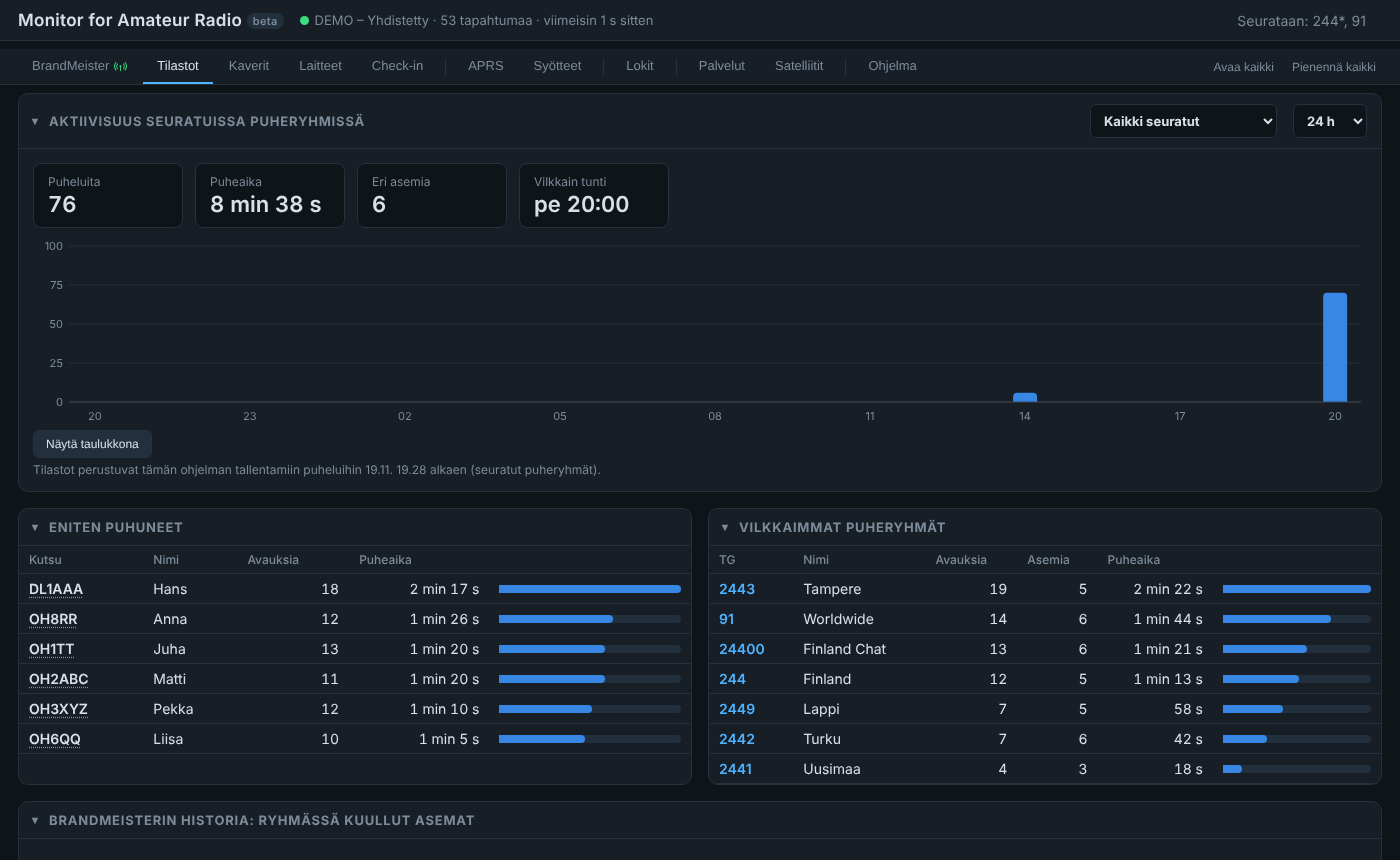 Monitor for Amateur Radio beta DEMO – Yhdistetty · 53 tapahtumaa · viimeisin 1 s sitten Seurataan: 244*, 91
BrandMeister Tilastot Kaverit Laitteet Check-in APRS Syötteet Lokit Palvelut Satelliitit Ohjelma Avaa kaikki Pienennä kaikki
▼ AKTIIVISUUS SEURATUISSA PUHERYHMISSÄ Kaikki seuratut 24 h
Puheluita Puheaika Eri asemia Vilkkain tunti
76 8 min 38 s 6 pe 20:00
100
75
50
25
0
20 23 02 05 08 11 14 17 20
Näytä taulukkona
Tilastot perustuvat tämän ohjelman tallentamiin puheluihin 19.11. 19.28 alkaen (seuratut puheryhmät).
▼ ENITEN PUHUNEET
Kutsu Nimi Avauksia Puheaika
DL1AAA Hans 18 2 min 17 s
OH8RR Anna 12 1 min 26 s
OH1TT Juha 13 1 min 20 s
OH2ABC Matti 11 1 min 20 s
OH3XYZ Pekka 12 1 min 10 s
OH6QQ Liisa 10 1 min 5 s
▼ VILKKAIMMAT PUHERYHMÄT
TG Nimi Avauksia Asemia Puheaika
2443 Tampere 19 5 2 min 22 s
91 Worldwide 14 6 1 min 44 s
24400 Finland Chat 13 6 1 min 21 s
244 Finland 12 5 1 min 13 s
2449 Lappi 7 5 58 s
2442 Turku 7 6 42 s
2441 Uusimaa 4 3 18 s
▼ BRANDMEISTERIN HISTORIA: RYHMÄSSÄ KUULLUT ASEMAT